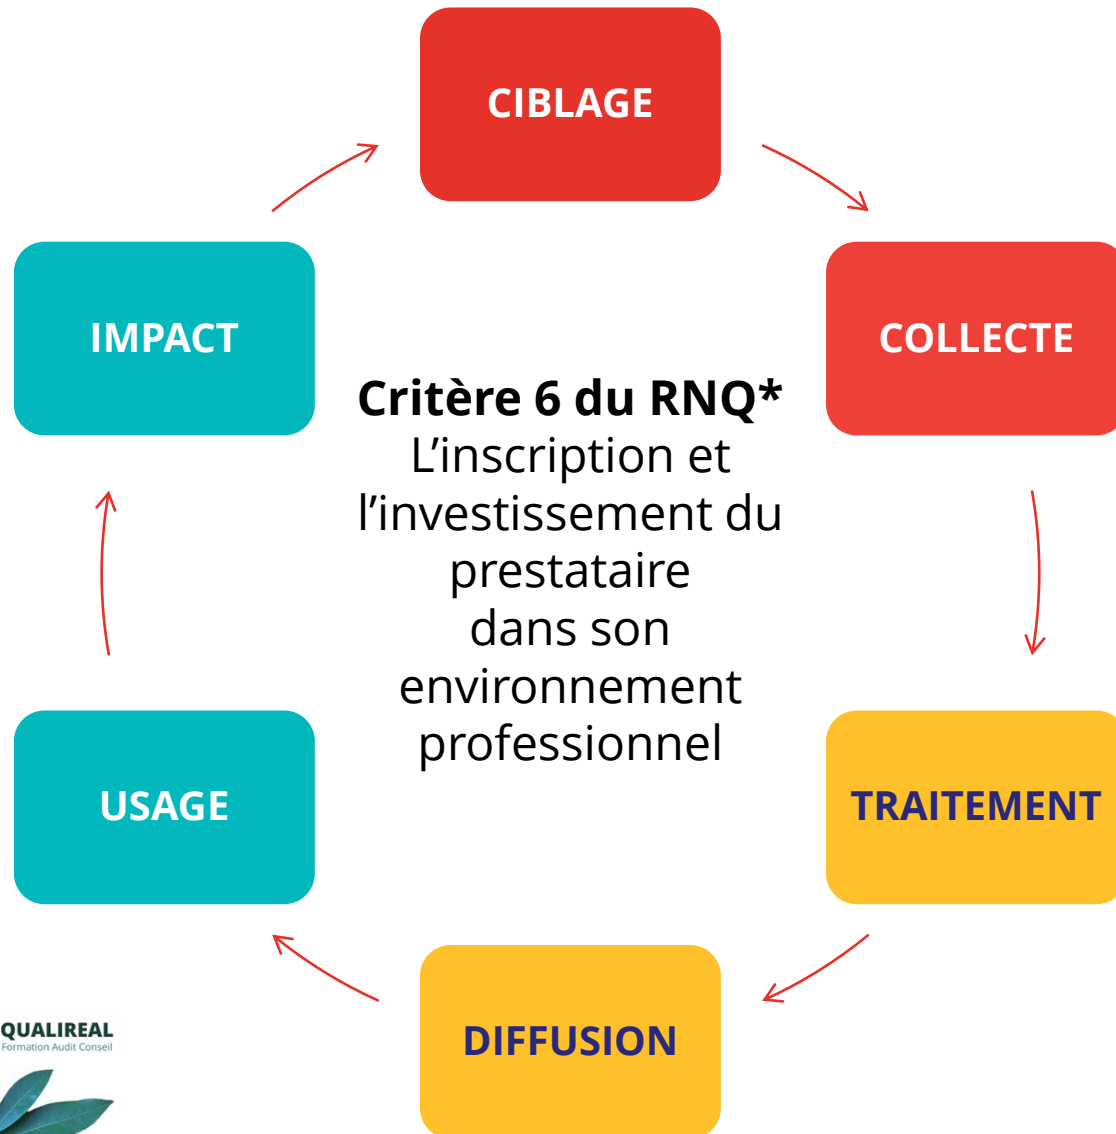 CIBLAGE
IMPACT
COLLECTE
Critère 6 du RNQ*
L’inscription et
l’investissement du
prestataire
dans son
environnement
professionnel
USAGE
TRAITEMENT
DIFFUSION
QUALIREAL
Formation Audit Conseil